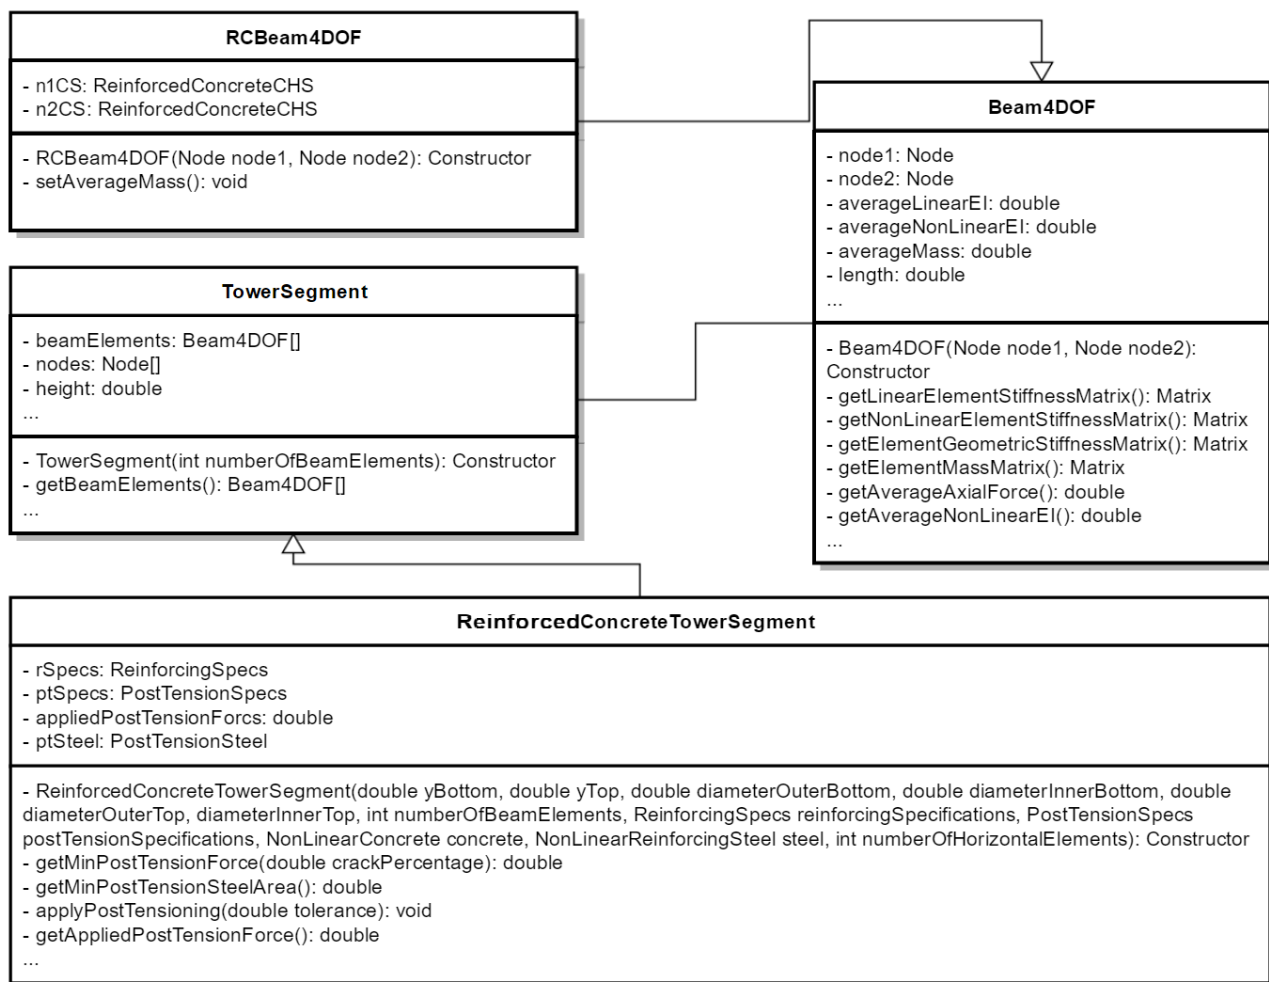 RCBeam4DOF
- n1CS: ReinforcedConcreteCHS
- n2CS: ReinforcedConcreteCHS
- RCBeam4DOF(Node node1, Node node2): Constructor
- setAverageMass(): void
Beam4DOF
- node1: Node
- node2: Node
- averageLinearEI: double
- averageNonLinearEI: double
- averageMass: double
- length: double
...
- Beam4DOF(Node node1, Node node2):
Constructor
- getLinearElementStiffnessMatrix(): Matrix
- getNonLinearElementStiffnessMatrix(): Matrix
- getElementGeometricStiffnessMatrix(): Matrix
- getElementMassMatrix(): Matrix
- getAverageAxialForce(): double
- getAverageNonLinearEI(): double
...
TowerSegment
- beamElements: Beam4DOF[]
- nodes: Node[]
- height: double
...
- TowerSegment(int numberOfBeamElements): Constructor
- getBeamElements(): Beam4DOF[]
...
ReinforcedConcreteTowerSegment
- rSpecs: ReinforcingSpecs
- ptSpecs: PostTensionSpecs
- appliedPostTensionForcs: double
- ptSteel: PostTensionSteel
- ReinforcedConcreteTowerSegment(double yBottom, double yTop, double diameterOuterBottom, double diameterInnerBottom, double
diameterOuterTop, diameterInnerTop, int numberOfBeamElements, ReinforcingSpecs reinforcingSpecifications, PostTensionSpecs
postTensionSpecifications, NonLinearConcrete concrete, NonLinearReinforcingSteel steel, int numberOfHorizontalElements): Constructor
- getMinPostTensionForce(double crackPercentage): double
- getMinPostTensionSteelArea(): double
- applyPostTensioning(double tolerance): void
- getAppliedPostTensionForce(): double
...